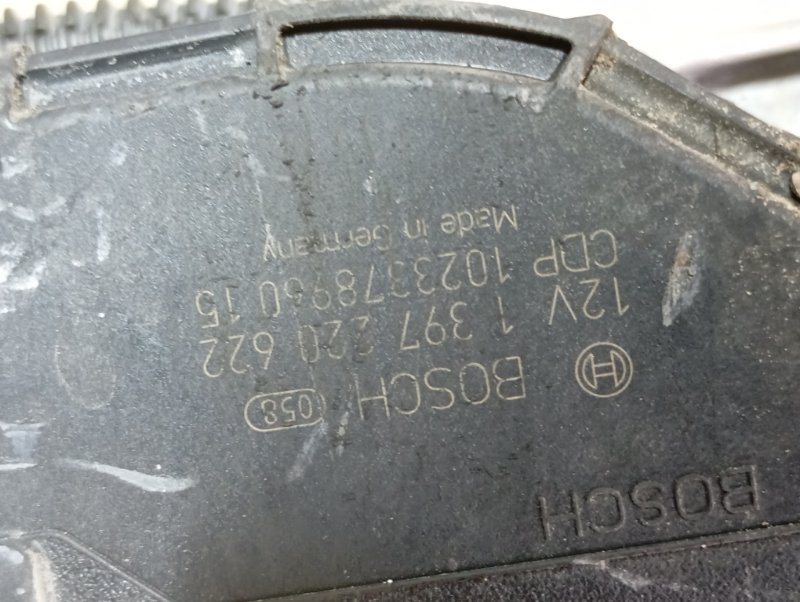 BOSCH
BOSCH 058
12V 1 397 220 622
CDP 1023378960 15
Made in Germany